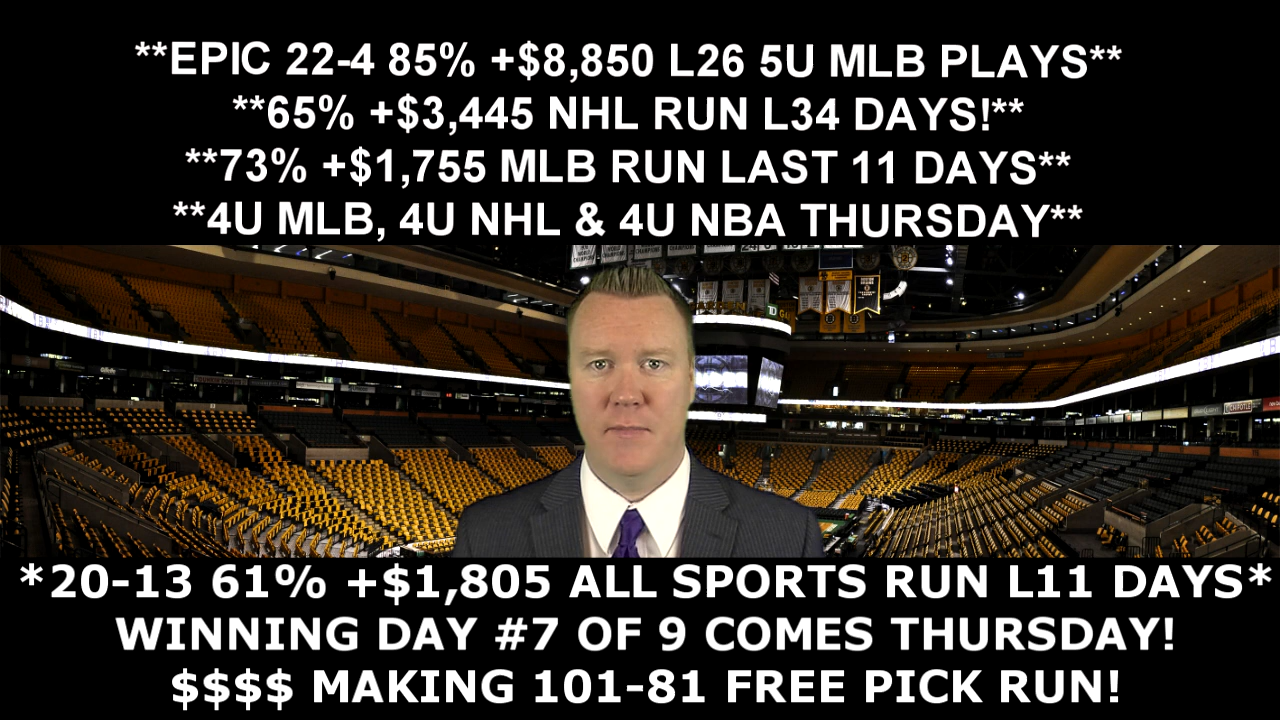 **EPIC 22-4 85% +$8,850 L26 5U MLB PLAYS**
**65% +$3,445 NHL RUN L34 DAYS!**
**73% +$1,755 MLB RUN LAST 11 DAYS**
**4U MLB, 4U NHL & 4U NBA THURSDAY**
*20-13 61% +$1,805 ALL SPORTS RUN L11 DAYS*
WINNING DAY #7 OF 9 COMES THURSDAY!
$$$$ MAKING 101-81 FREE PICK RUN!